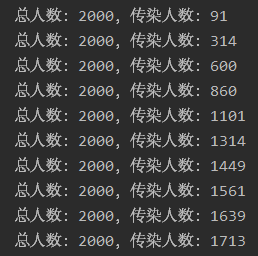 总人数: 2000, 传染人数: 91
总人数: 2000, 传染人数: 314
总人数: 2000, 传染人数: 600
总人数: 2000, 传染人数: 860
总人数: 2000, 传染人数: 1101
总人数: 2000, 传染人数: 1314
总人数: 2000, 传染人数: 1449
总人数: 2000, 传染人数: 1561
总人数: 2000, 传染人数: 1639
总人数: 2000, 传染人数: 1713